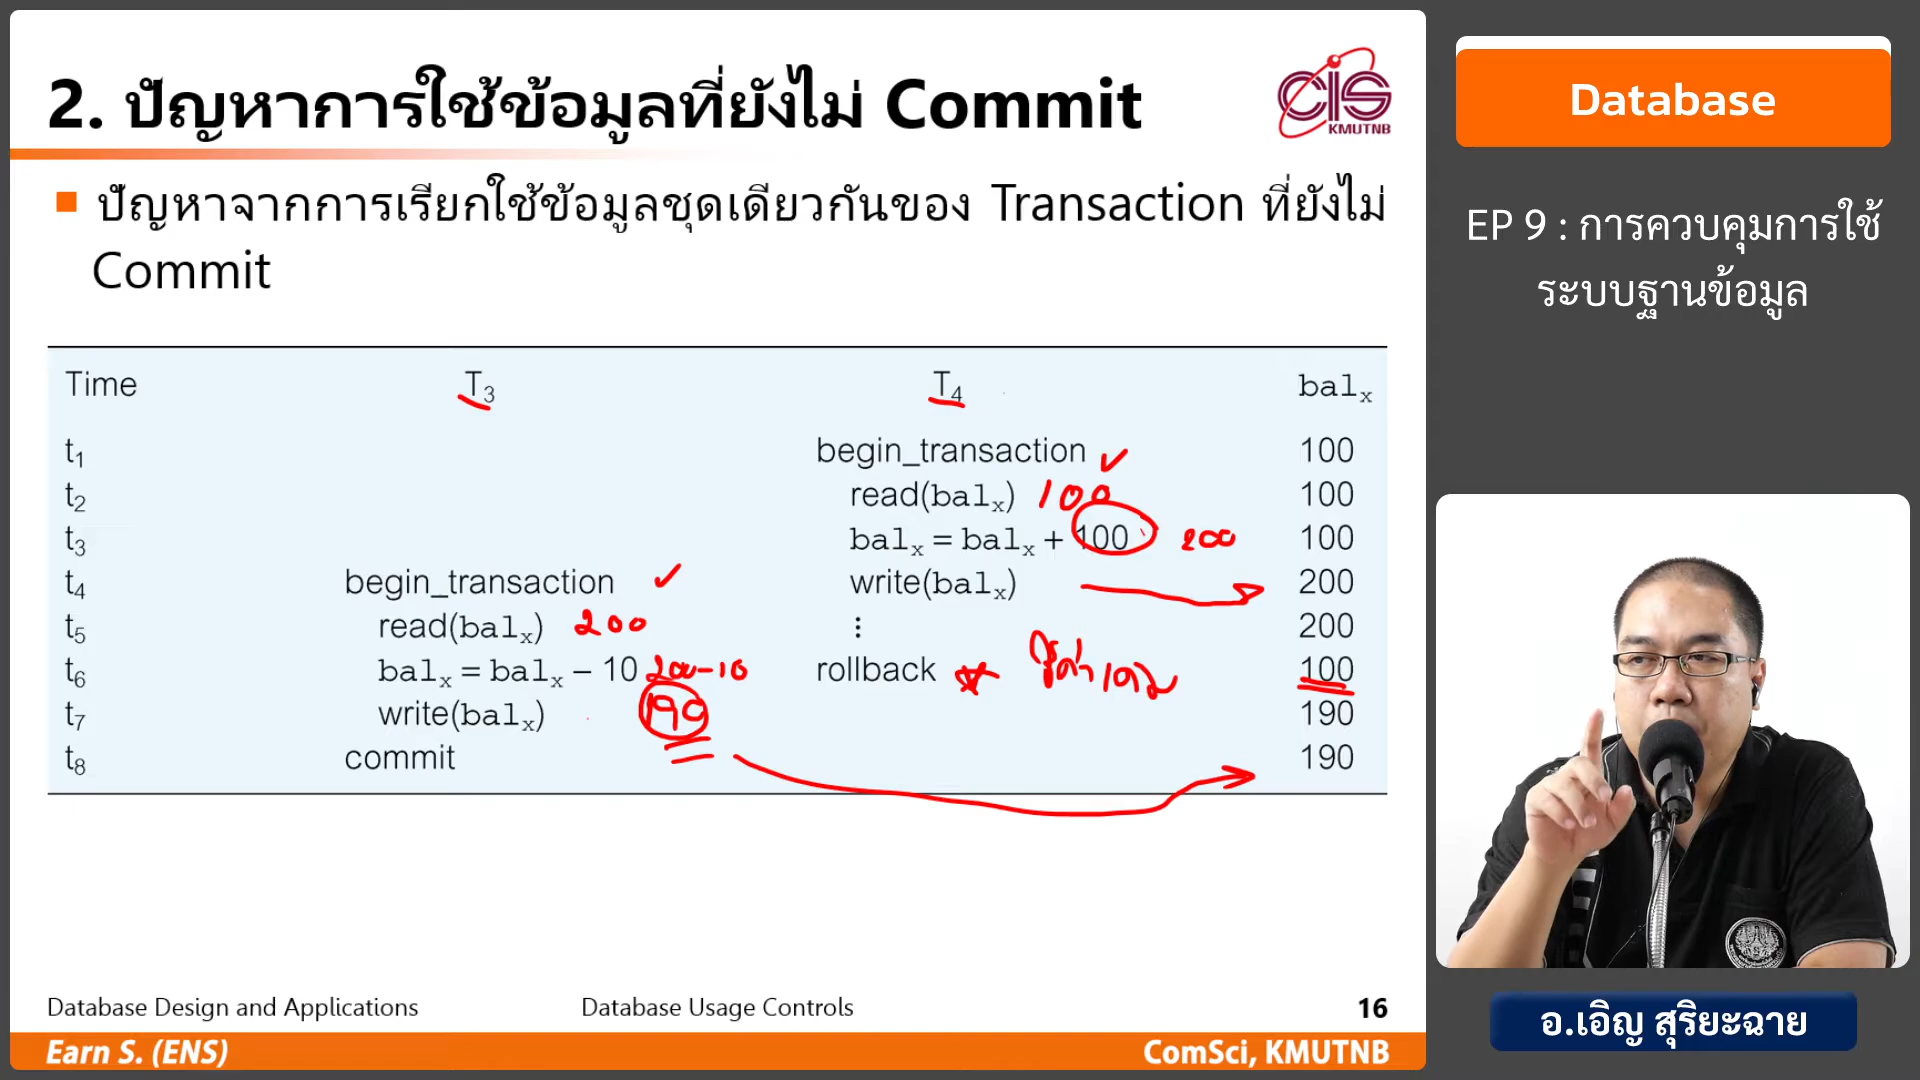 2. ปัญหาการใช้ข้อมูลที่ยังไม่ Commit
CIS
KMUTNB
ปัญหาจากการเรียกใช้ข้อมูลชุดเดียวกันของ Transaction ที่ยังไม่
Commit
Time T3 T4 balx
t1 begin_transaction 100
t2 read(balx) 100 100
t3 balx = balx + 100 200 100
t4 begin_transaction write(balx) 200
t5 read(balx) 200 ⋮ 200
t6 balx = balx − 10 200-10 rollback 100
t7 write(balx) 190 190
t8 commit 190
Database Design and Applications Database Usage Controls 16
Earn S. (ENS) ComSci, KMUTNB
Database
EP 9 : การควบคุมการใช้
ระบบฐานข้อมูล
อ.เอิญ สุริยะฉาย